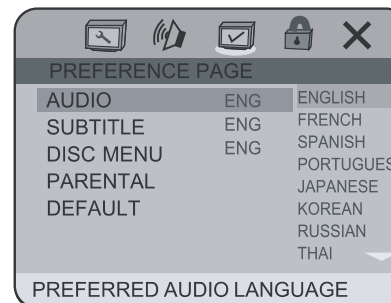 PREFERENCE PAGE
AUDIO ENG ENGLISH
SUBTITLE ENG FRENCH
DISC MENU ENG SPANISH
PARENTAL PORTUGUES
DEFAULT JAPANESE
KOREAN
RUSSIAN
THAI
PREFERRED AUDIO LANGUAGE